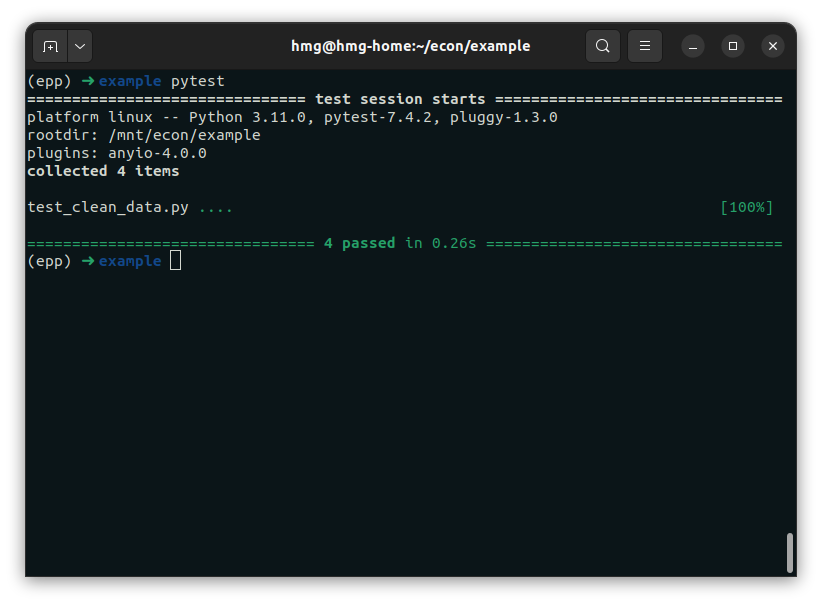 hmg@hmg-home:~/econ/example
(epp) ➜ example pytest
============================== test session starts ================================
platform linux -- Python 3.11.0, pytest-7.4.2, pluggy-1.3.0
rootdir: /mnt/econ/example
plugins: anyio-4.0.0
collected 4 items
test_clean_data.py .... [100%]
================================ 4 passed in 0.26s =================================
(epp) ➜ example